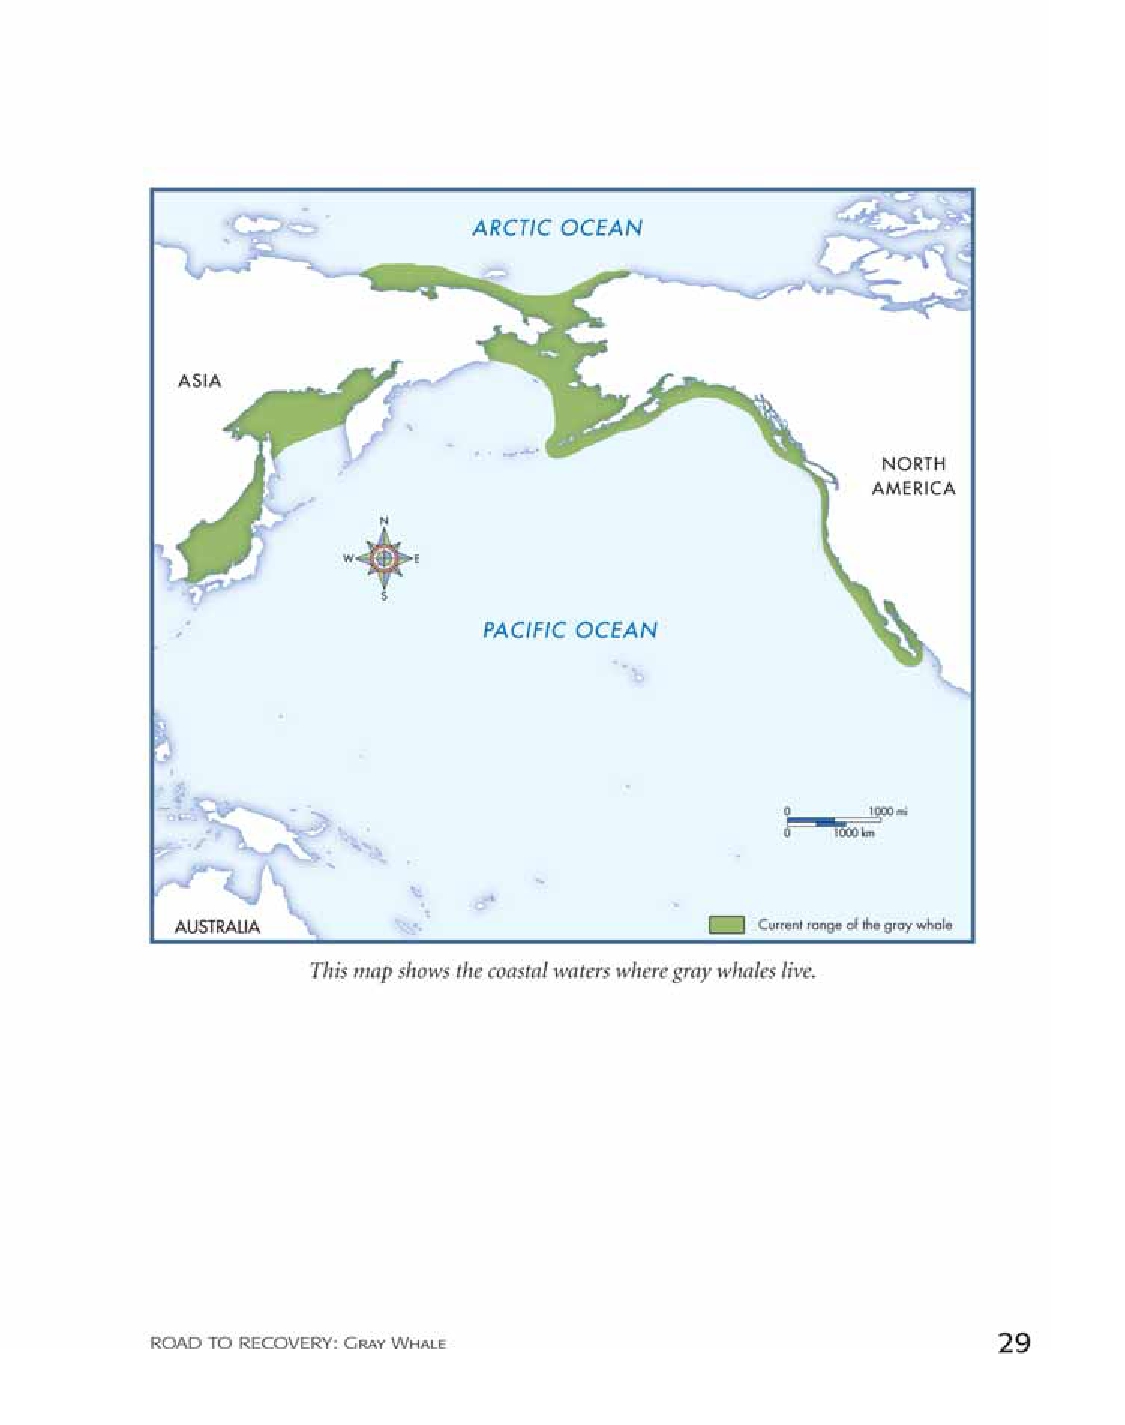 ARCTIC OCEAN
ASIA
NORTH
AMERICA
N
W E
S
PACIFIC OCEAN
0 1000 mi
0 1000 km
AUSTRALIA
Current range of the gray whale
This map shows the coastal waters where gray whales live.
ROAD TO RECOVERY: GRAY WHALE 29